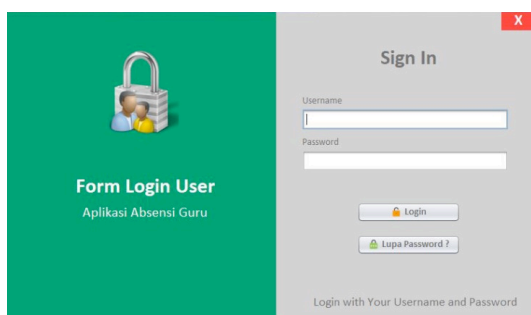 X
Form Login User
Aplikasi Absensi Guru
Sign In
Username
Password
Login
Lupa Password ?
Login with Your Username and Password